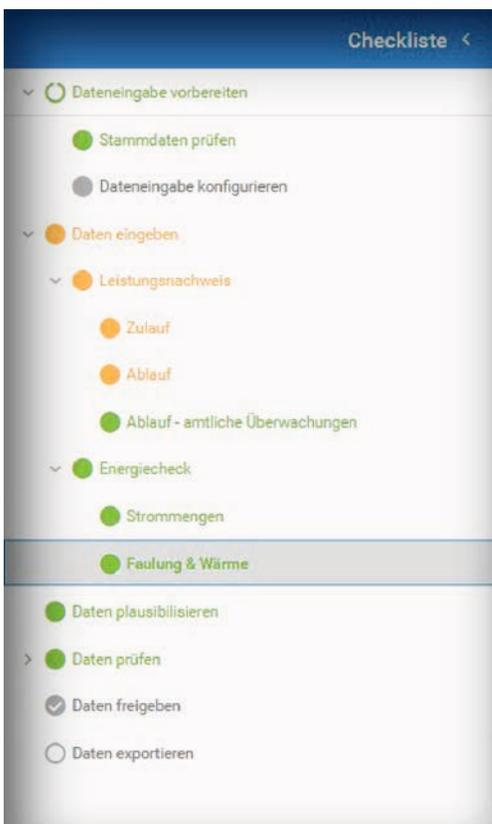 Checkliste
Dateneingabe vorbereiten
Stammdaten prüfen
Dateneingabe konfigurieren
Daten eingeben
Leistungsnachweis
Zulauf
Ablauf
Ablauf - amtliche Überwachungen
Energiecheck
Strommengen
Faulung & Wärme
Daten plausibilisieren
Daten prüfen
Daten freigeben
Daten exportieren